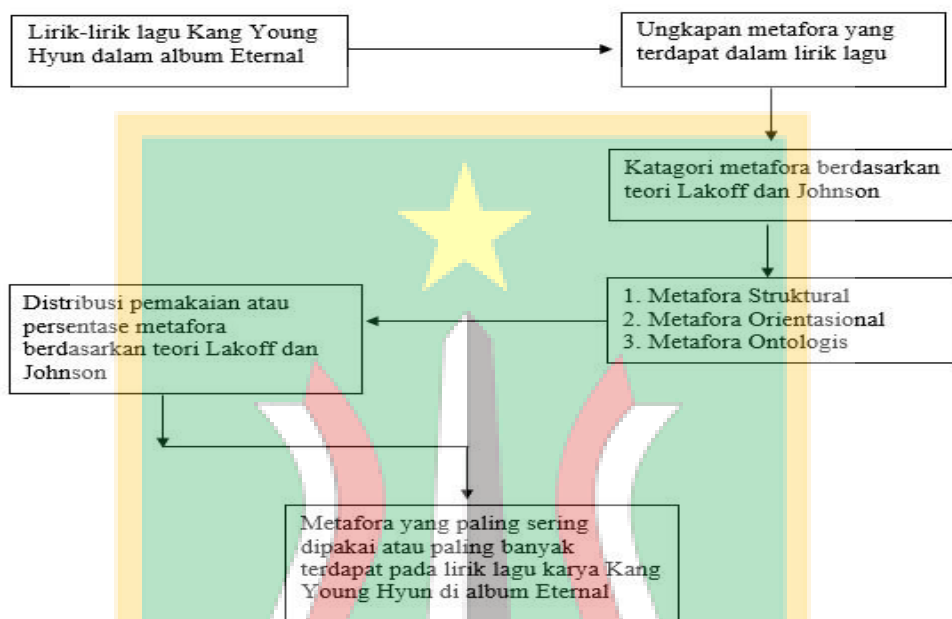 Lirik-lirik lagu Kang Young
Hyun dalam album Eternal
Ungkapan metafora yang
terdapat dalam lirik lagu
Katagori metafora berdasarkan
teori Lakoff dan Johnson
1. Metafora Struktural
2. Metafora Orientasional
3. Metafora Ontologis
Distribusi pemakaian atau
persentase metafora
berdasarkan teori Lakoff dan
Johnson
Metafora yang paling sering
dipakai atau paling banyak
terdapat pada lirik lagu karya Kang
Young Hyun di album Eternal